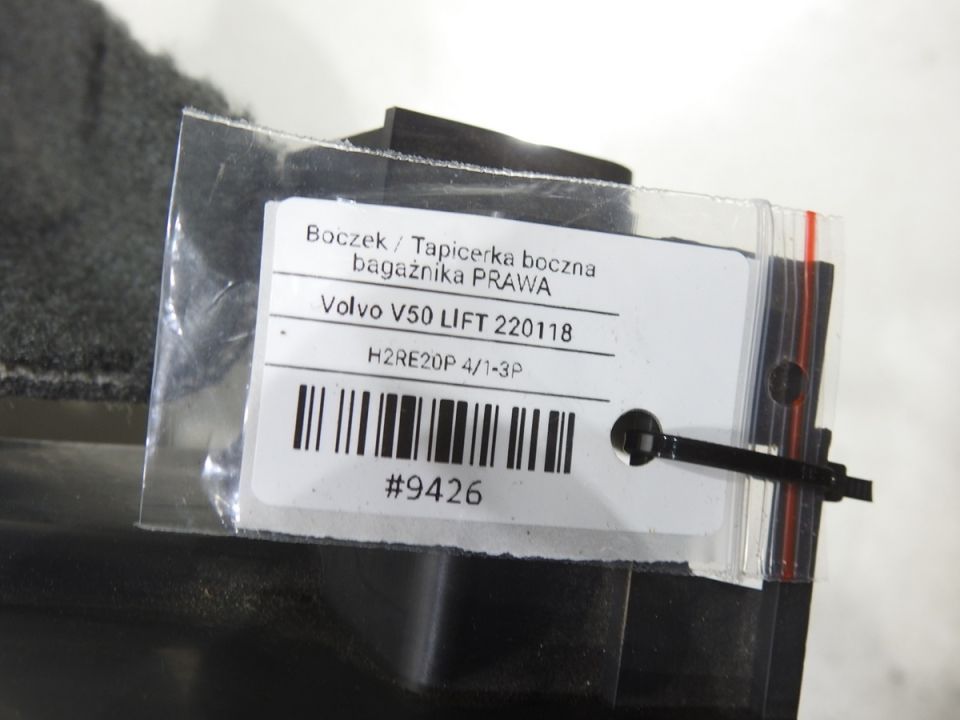 Boczek / Tapicerka boczna
bagażnika PRAWA
Volvo V50 LIFT 220118
H2RE20P 4/1-3P
#9426